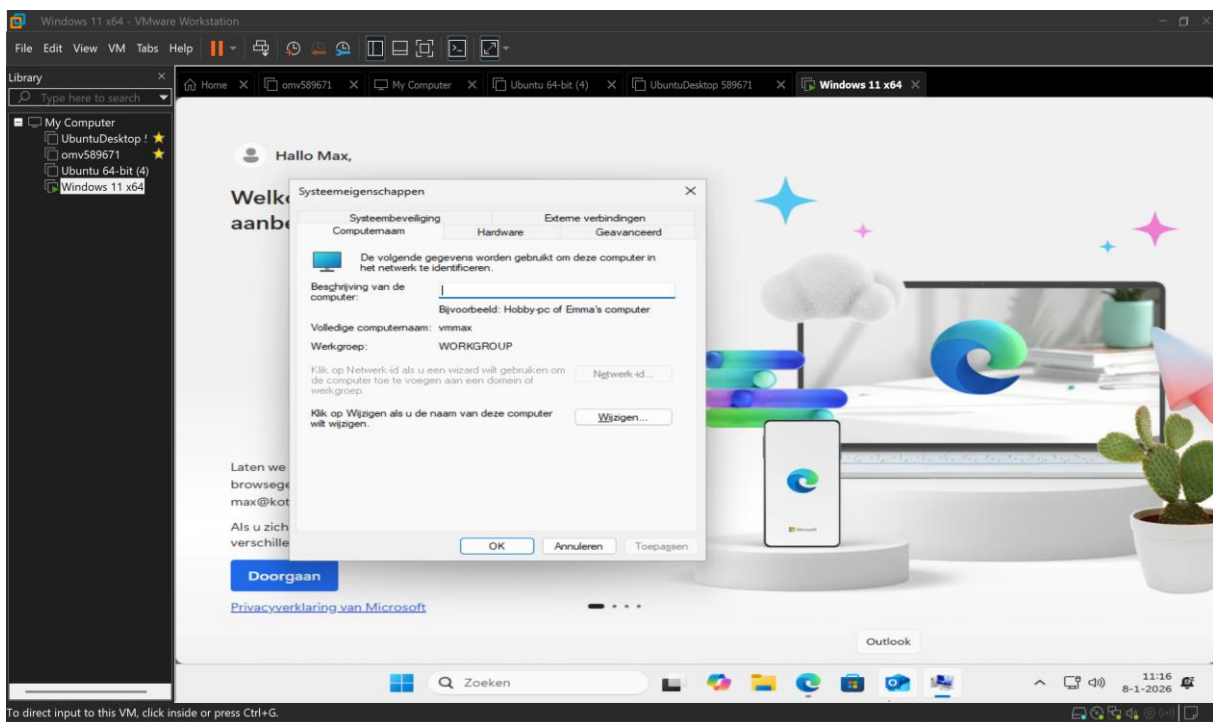 Windows 11 x64 - VMware Workstation
File Edit View VM Tabs Help
Library
Type here to search
My Computer
UbuntuDesktop !
omv589671
Ubuntu 64-bit (4)
Windows 11 x64
Home omv589671 My Computer Ubuntu 64-bit (4) UbuntuDesktop 589671 Windows 11 x64
Hallo Max,
aanb
Systeemeigenschappen
Systeembeveiliging Externe verbindingen
Computernaam Hardware Geavanceerd
De volgende gegevens worden gebruikt om deze computer in
het netwerk te identificeren.
Beschrijving van de
computer:
Bijvoorbeeld: Hobby-pc of Emma's computer
Volledige computernaam: vmmax
Werkgroep: WORKGROUP
Klik op Netwerk-id als u een wizard wilt gebruiken om
de computer toe te voegen aan een domein of
werkgroep.
Netwerk-id...
Klik op Wijzigen als u de naam van deze computer
wilt wijzigen.
Wijzigen...
OK Annuleren Toepassen
Laten we
browsege
max@kot
Als u zich
verschille
Doorgaan
Privacyverklaring van Microsoft
Microsoft
Outlook
Zoeken
11:16
8-1-2026
To direct input to this VM, click inside or press Ctrl+G.